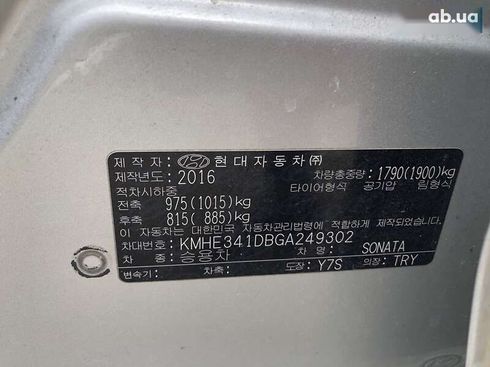 ab.ua
제 작 자 : HYUNDAI 현대자동차㈜
제작년도: 2016 차량총중량: 1790(1900)kg
적차시하중 타이어형식 공기압 림형식
전축 975(1015)kg
후축 815( 885)kg
이 자동차는 대한민국 자동차관리법령에 적합하게 제작되었습니다.
차대번호: KMHE341DBGA249302
차 종 : 승용차 SONATA
변속기: 차축: 도장: Y7S 의장: TRY